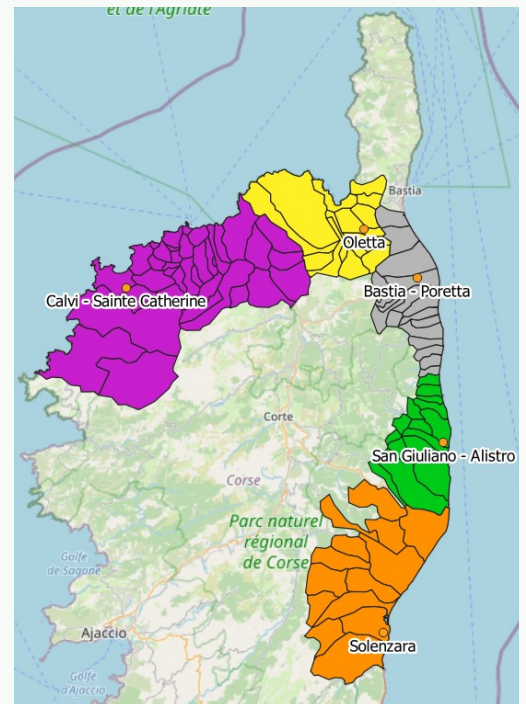 et de l'Agriate
Bastia
Oletta
Bastia - Poretta
Calvi - Sainte Catherine
Corte
San Giuliano - Alistro
Corse
Parc naturel
régional
de Corse
Golfe
de Sagone
Ajaccio
Solenzara
Golfe
d'Ajaccio